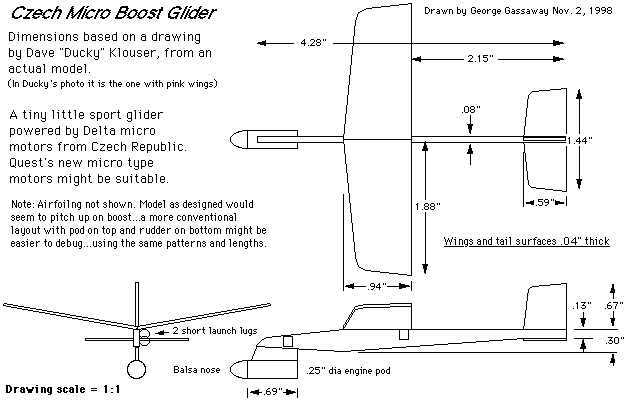 Czech Micro Boost Glider
Drawn by George Gassaway Nov. 2, 1998
Dimensions based on a drawing
by Dave "Ducky" Klouser, from an
actual model.
(In Ducky's photo it is the one with pink wings)
A tiny little sport glider
powered by Delta micro
motors from Czech Republic.
Quest's new micro type
motors might be suitable.
Note: Airfoilng not shown. Model as designed would
seem to pitch up on boost...a more conventional
layout with pod on top and rudder on bottom might be
easier to debug...using the same patterns and lengths.
4.28"
2.15"
.08"
1.44"
.59"
1.88"
Wings and tail surfaces .04" thick
.94"
2 short launch lugs
.13"
.67"
.30"
Balsa nose
.25" dia engine pod
.69"
Drawing scale = 1:1